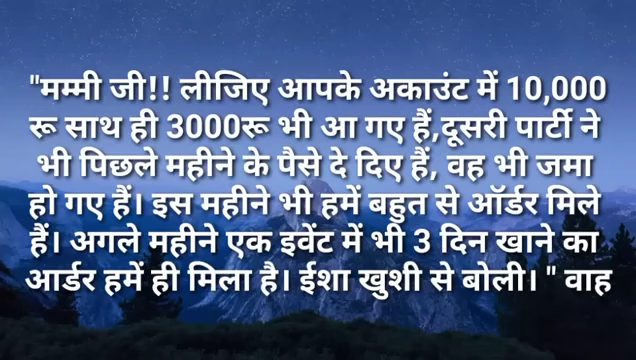 "मम्मी जी!! लीजिए आपके अकाउंट में 10,000
रू साथ ही 3000रू भी आ गए हैं,दूसरी पार्टी ने
भी पिछले महीने के पैसे दे दिए हैं, वह भी जमा
हो गए हैं। इस महीने भी हमें बहुत से ऑर्डर मिले
हैं। अगले महीने एक इवेंट में भी 3 दिन खाने का
आर्डर हमें ही मिला है। ईशा खुशी से बोली। " वाह